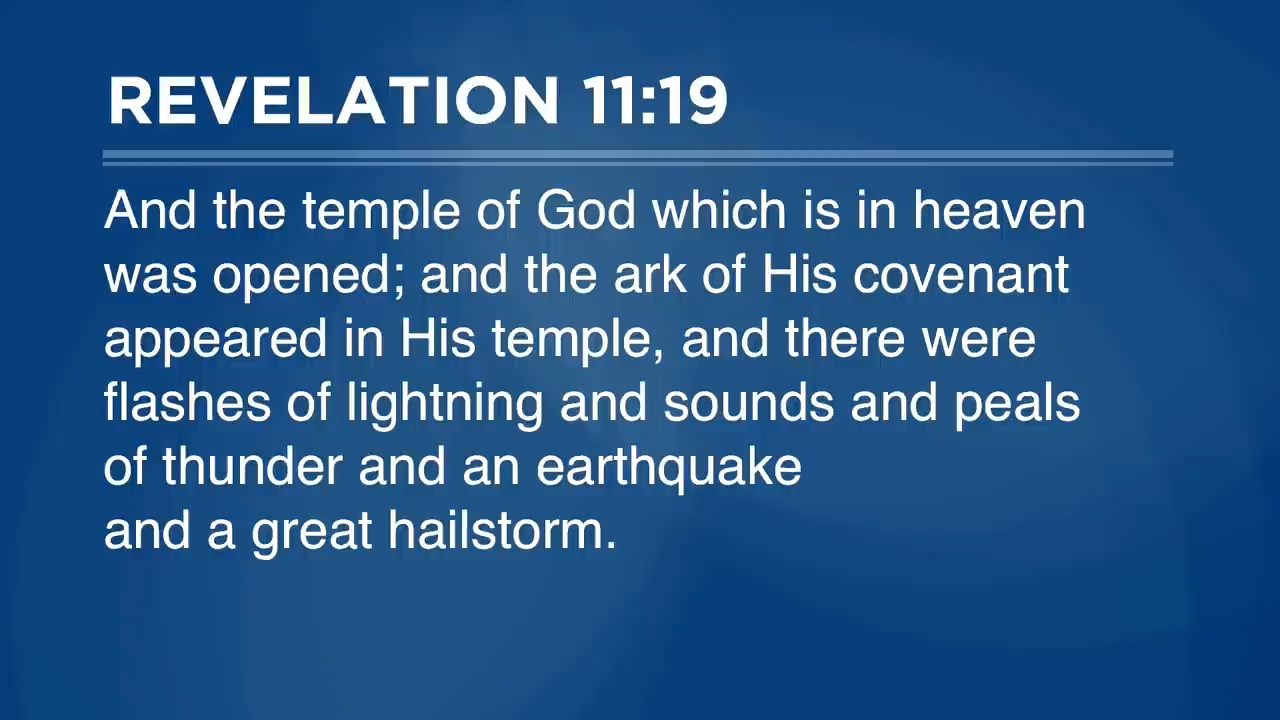 REVELATION 11:19
And the temple of God which is in heaven
was opened; and the ark of His covenant
appeared in His temple, and there were
flashes of lightning and sounds and peals
of thunder and an earthquake
and a great hailstorm.